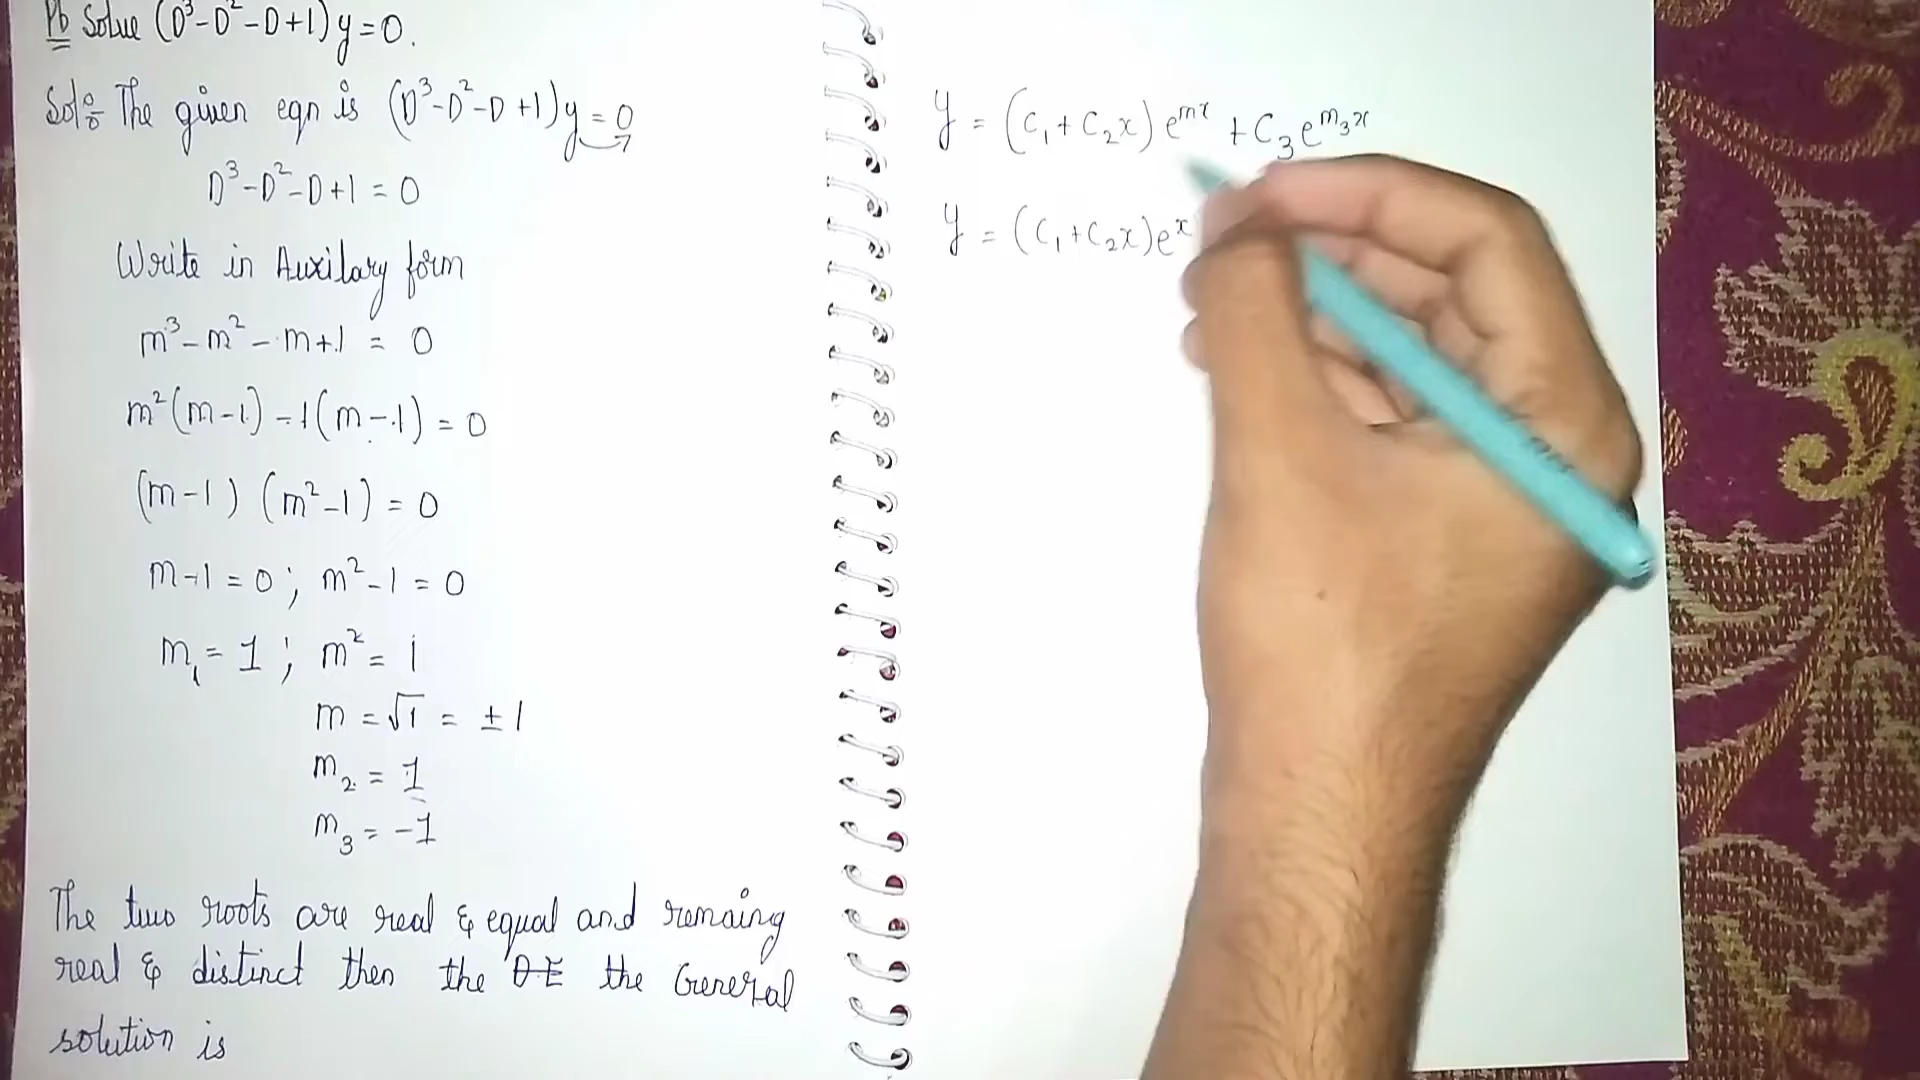 Pb Solve (D³-D²-D+1)y=0.
Sol:- The given eqn is (D³-D²-D+1)y=0
D³-D²-D+1=0
Write in Auxilary form
m³-m²-m+1=0
m²(m-1)-1(m-1)=0
(m-1)(m²-1)=0
m-1=0; m²-1=0
m₁=1; m²=1
m=√1=±1
m₂=1
m₃=-1
The two roots are real & equal and remaing
real & distinct then the D.E the General
solution is
y=(C₁+C₂x)e^{mx}+C₃e^{m₃x}
y=(C₁+C₂x)e^x